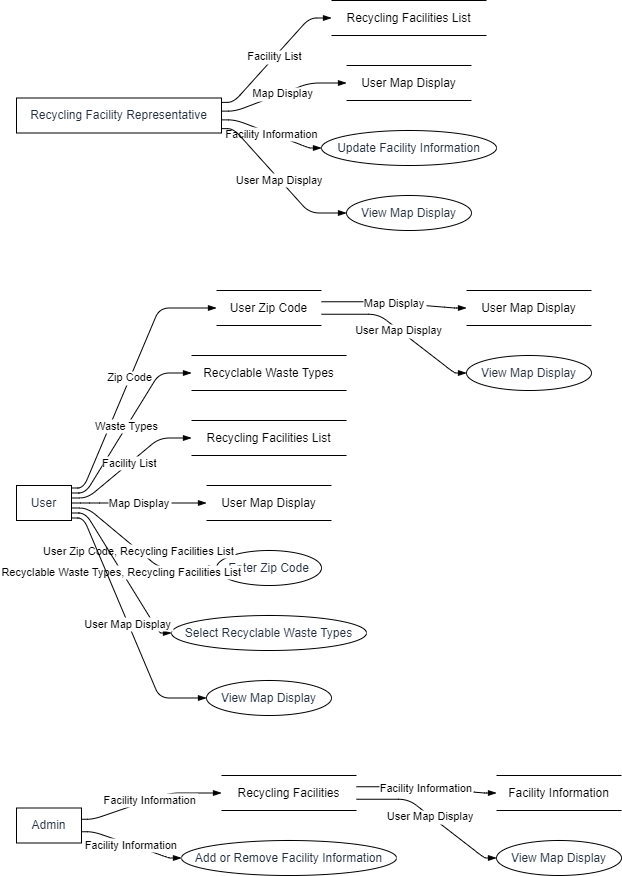 Recycling Facilities List
Facility List
User Map Display
Map Display
Recycling Facility Representative
Facility Information
Update Facility Information
User Map Display
View Map Display
User Zip Code
Map Display
User Map Display
User Map Display
Zip Code
Recyclable Waste Types
View Map Display
Waste Types
Recycling Facilities List
Facility List
User
Map Display
User Map Display
User Zip Code, Recycling Facilities List
ter Zip Code
Recyclable Waste Types, Recycling Facilities List
User Map Display
Select Recyclable Waste Types
View Map Display
Facility Information
Recycling Facilities
Facility Information
Facility Information
User Map Display
Admin
Facility Information
Add or Remove Facility Information
View Map Display